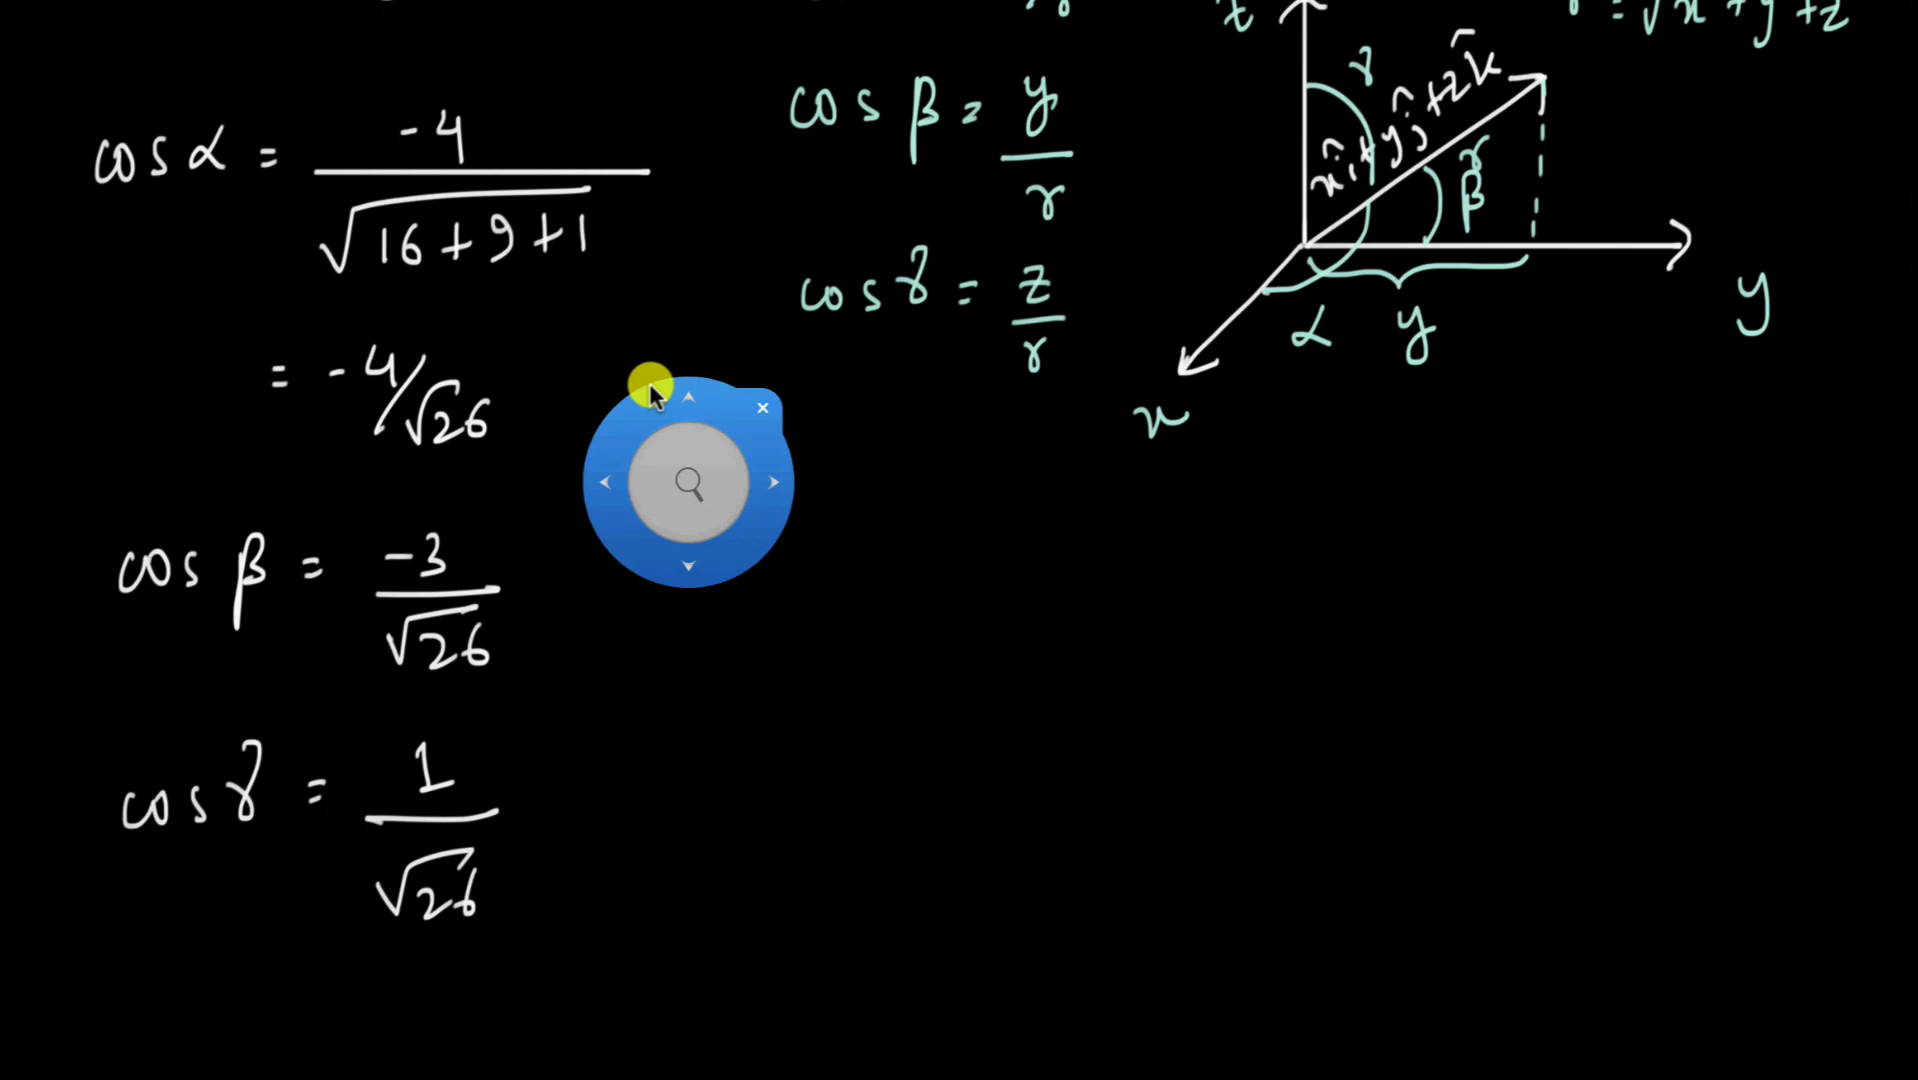 cos α = -4 / √16+9+1
= -4/√26
cos β = -3 / √26
cos γ = 1 / √26
cos β = y / r
cos γ = z / r
z
γ
xî+yĵ+zk̂
r
β
α
y
y
x
r = √x +y +z